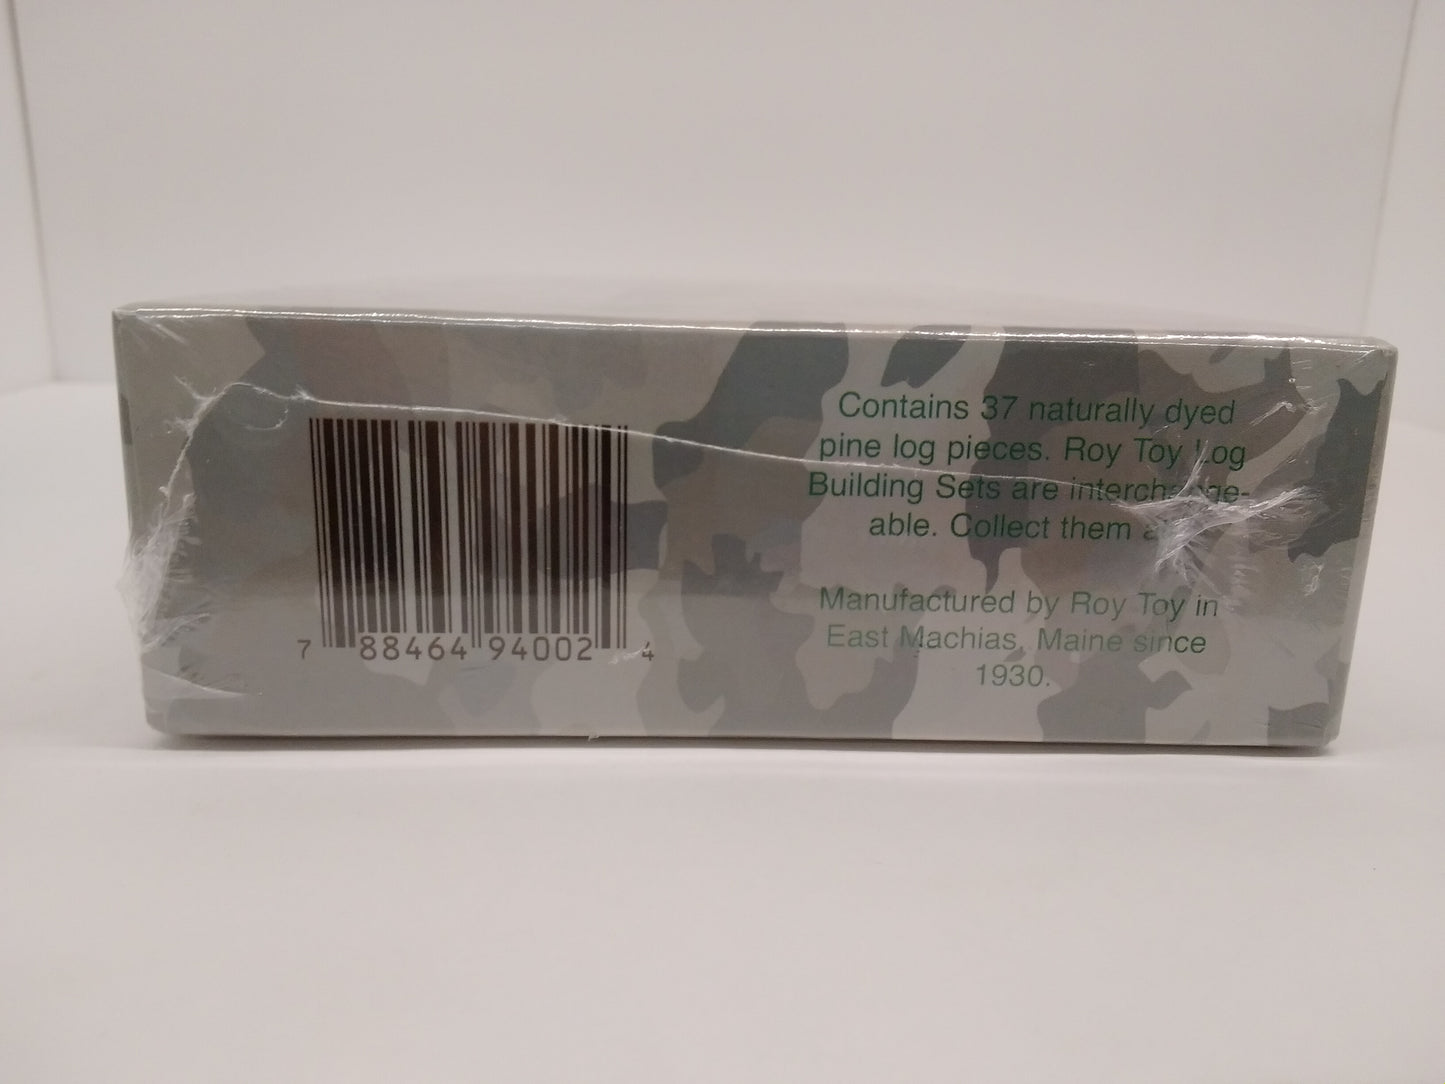 Contains 37 naturally dyed
pine log pieces. Roy Toy Log
Building Sets are interchange-
able. Collect them
Manufactured by Roy Toy in
East Machias, Maine since
1930.
7 88464 94002 4